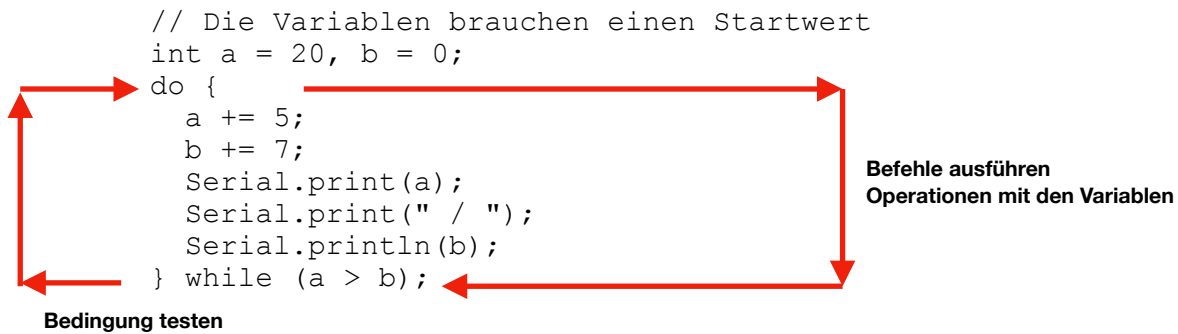 // Die Variablen brauchen einen Startwert
int a = 20, b = 0;
do {
  a += 5;
  b += 7;
  Serial.print(a);
  Serial.print(" / ");
  Serial.println(b);
} while (a > b);
Befehle ausführen
Operationen mit den Variablen
Bedingung testen